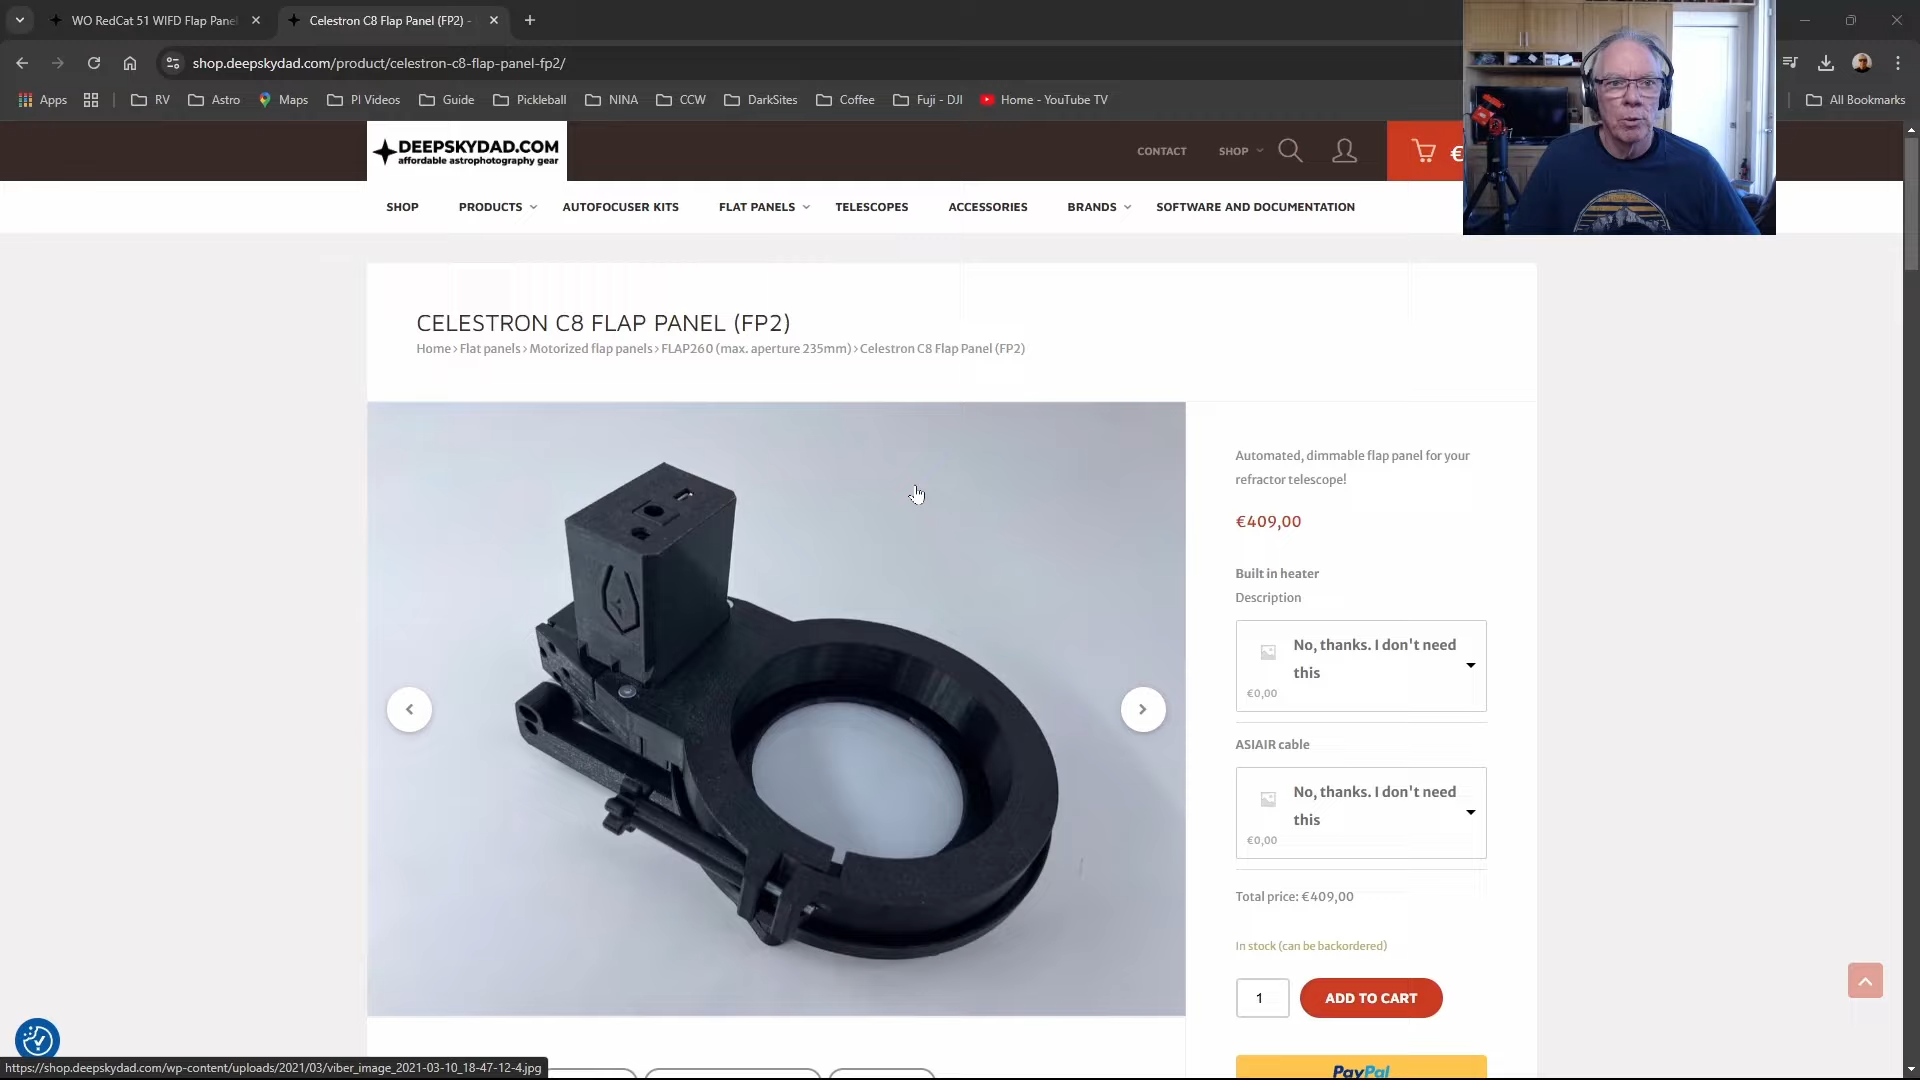 WO RedCat 51 WIFD Flap Panel
Celestron C8 Flap Panel (FP2) -
shop.deepskydad.com/product/celestron-c8-flap-panel-fp2/
Apps
RV
Astro
Maps
PI Videos
Guide
Pickleball
NINA
CCW
DarkSites
Coffee
Fuji - DJI
Home - YouTube TV
All Bookmarks
DEEPSKYDAD.COM
affordable astrophotography gear
CONTACT
SHOP
€
SHOP
PRODUCTS
AUTOFOCUSER KITS
FLAT PANELS
TELESCOPES
ACCESSORIES
BRANDS
SOFTWARE AND DOCUMENTATION
CELESTRON C8 FLAP PANEL (FP2)
Home › Flat panels › Motorized flap panels › FLAP260 (max. aperture 235mm) › Celestron C8 Flap Panel (FP2)
Automated, dimmable flap panel for your
refractor telescope!
€409,00
Built in heater
Description
No, thanks. I don't need
this
€0,00
ASIAIR cable
No, thanks. I don't need
this
€0,00
Total price: €409,00
In stock (can be backordered)
1
ADD TO CART
PayPal
https://shop.deepskydad.com/wp-content/uploads/2021/03/viber_image_2021-03-10_18-47-12-4.jpg